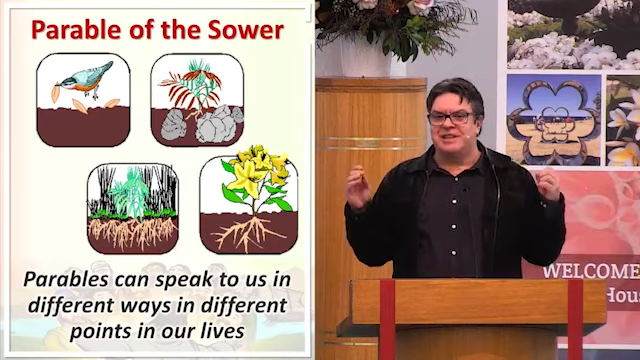 Parable of the Sower
Parables can speak to us in
different ways in different
points in our lives
WELCOME
Hous